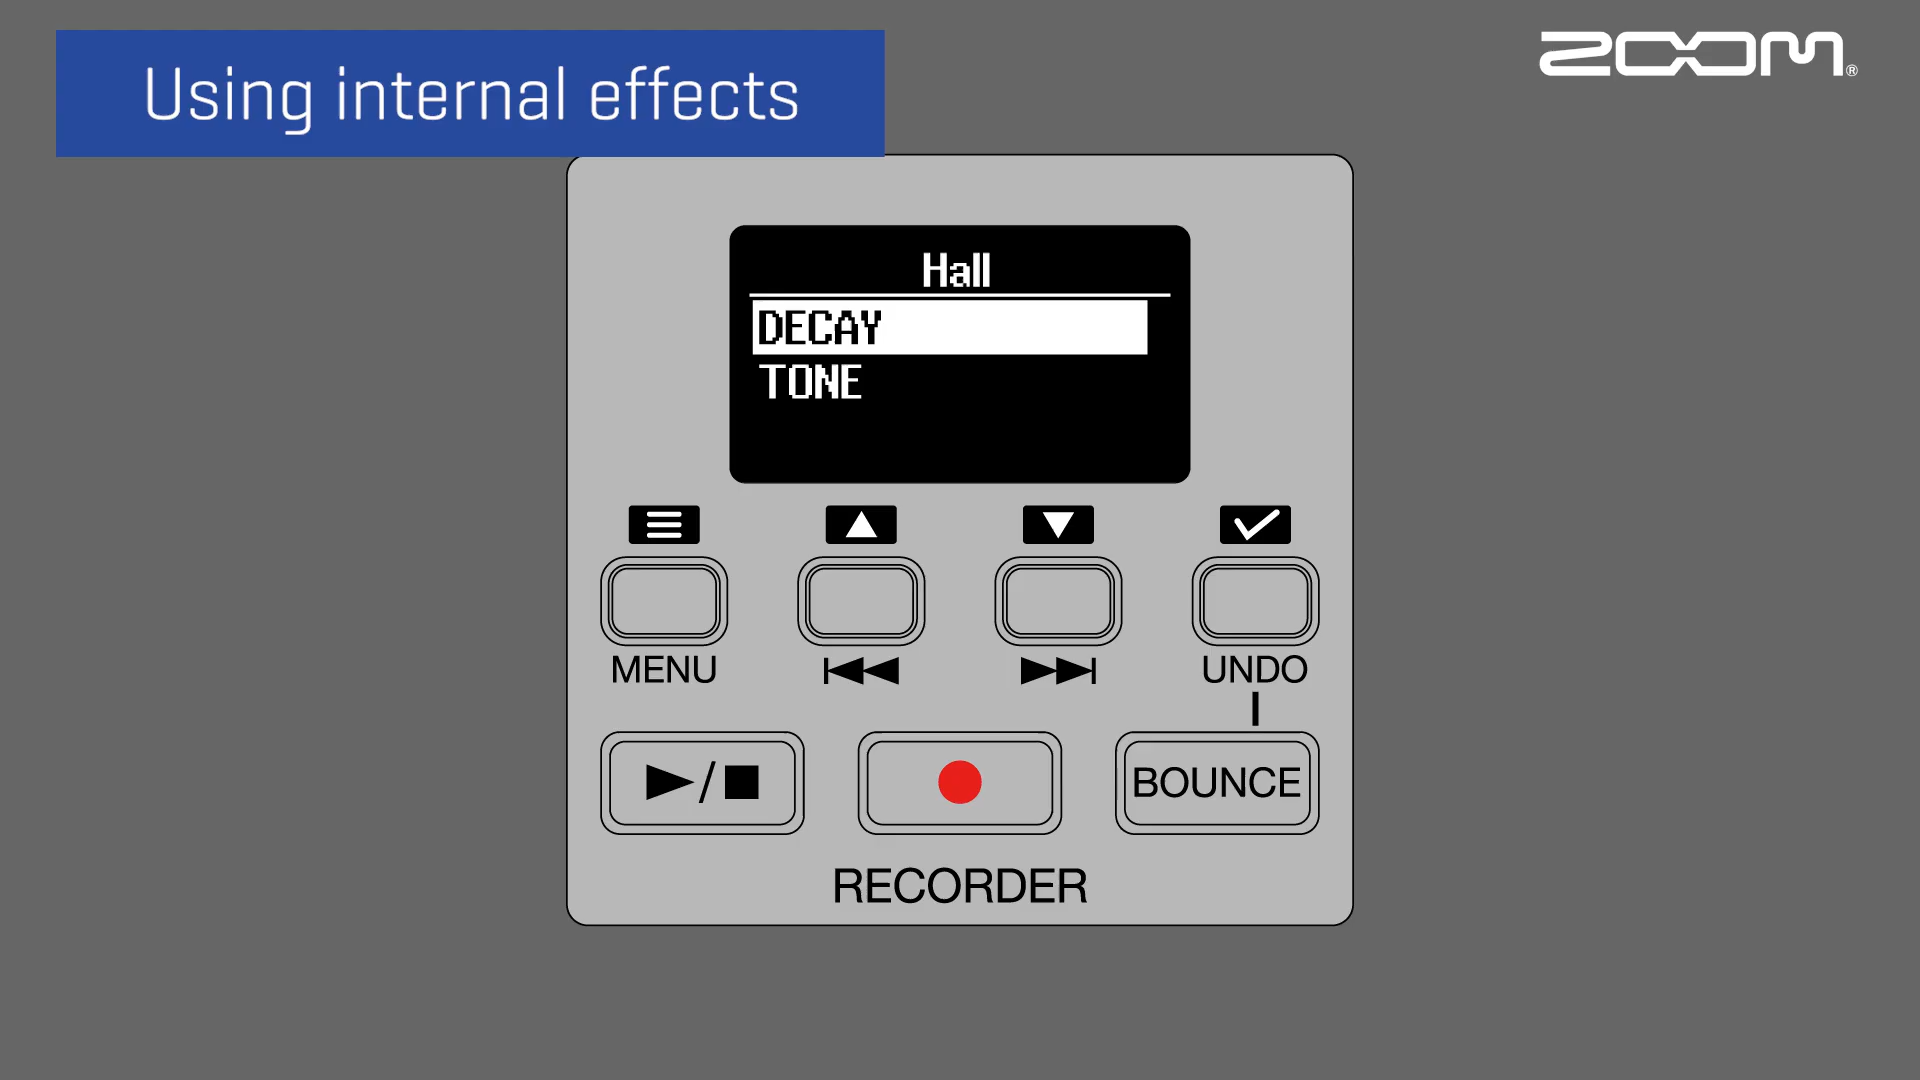 Using internal effects
ZOOM®
Hall
DECAY
TONE
MENU
UNDO
BOUNCE
RECORDER